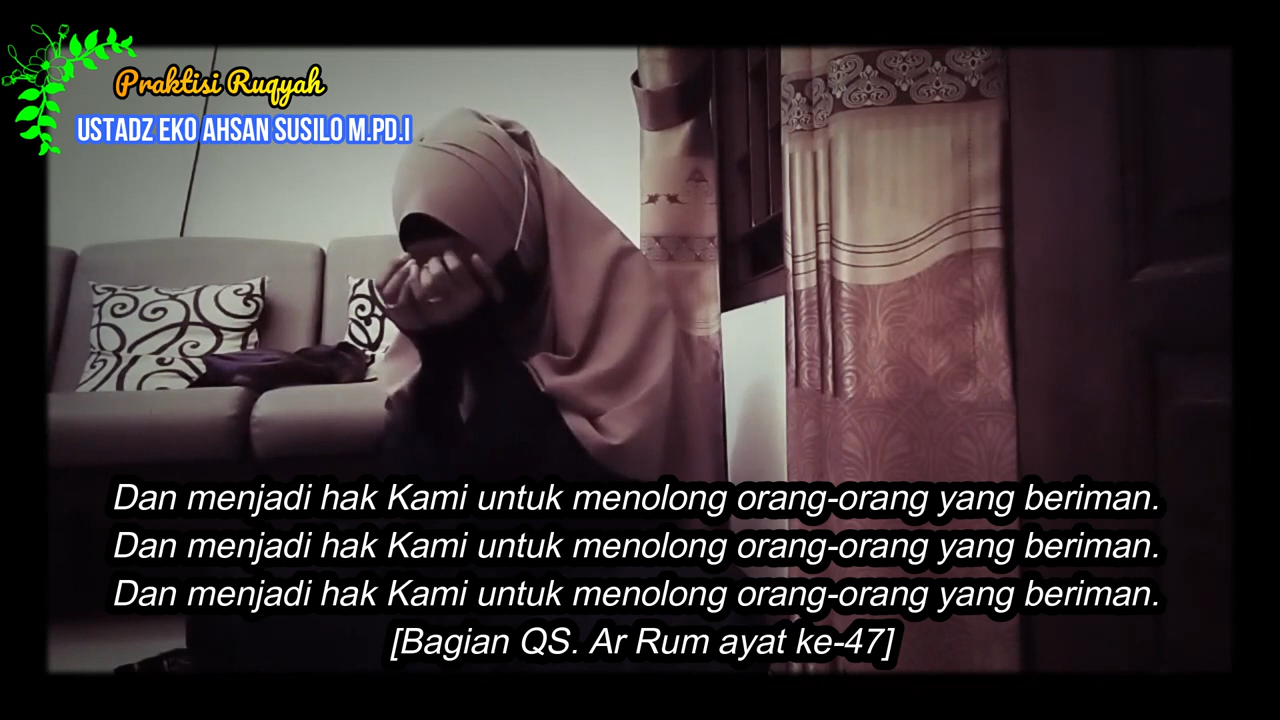 Praktisi Ruqyah
USTADZ EKO AHSAN SUSILO M.PD.I
Dan menjadi hak Kami untuk menolong orang-orang yang beriman.
Dan menjadi hak Kami untuk menolong orang-orang yang beriman.
Dan menjadi hak Kami untuk menolong orang-orang yang beriman.
[Bagian QS. Ar Rum ayat ke-47]